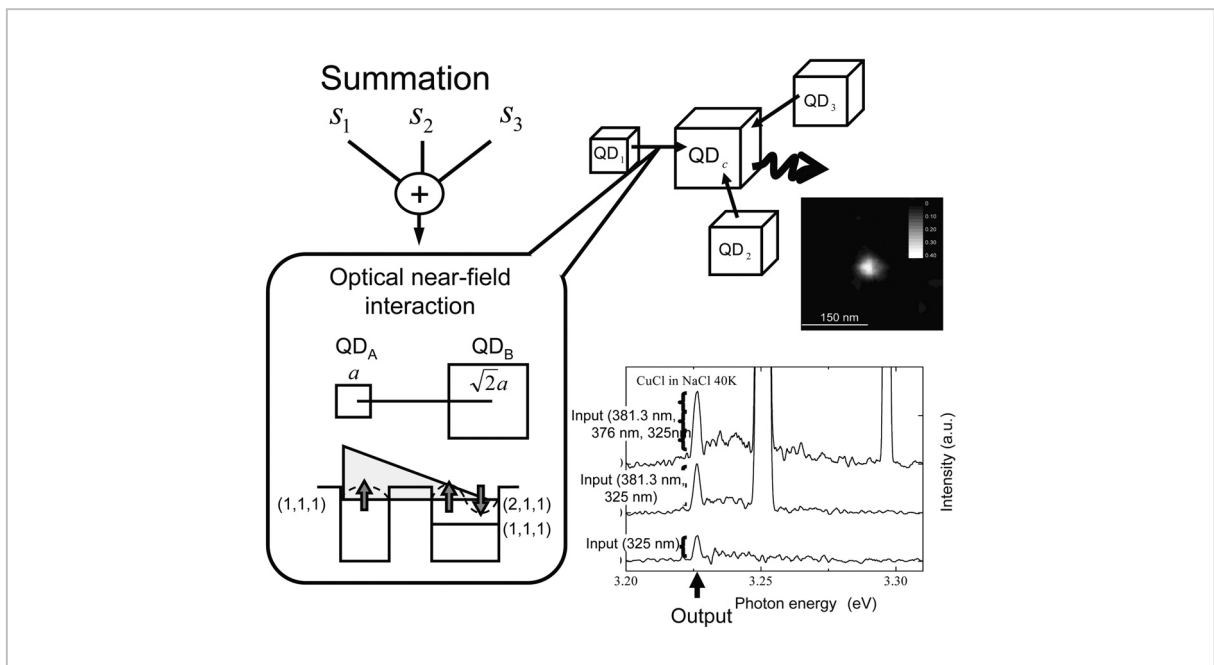 Summation
s1 s2 s3
+
QD1
QDc
QD3
QD2
0
0.10
0.20
0.30
0.40
150 nm
Optical near-field
interaction
QDA QDB
a √2a
(1,1,1) (2,1,1)
(1,1,1)
CuCl in NaCl 40K
Input (381.3 nm,
376 nm, 325nm)
Input (381.3 nm,
325 nm)
Input (325 nm)
Intensity (a.u.)
3.20 3.25 3.30
Photon energy (eV)
Output